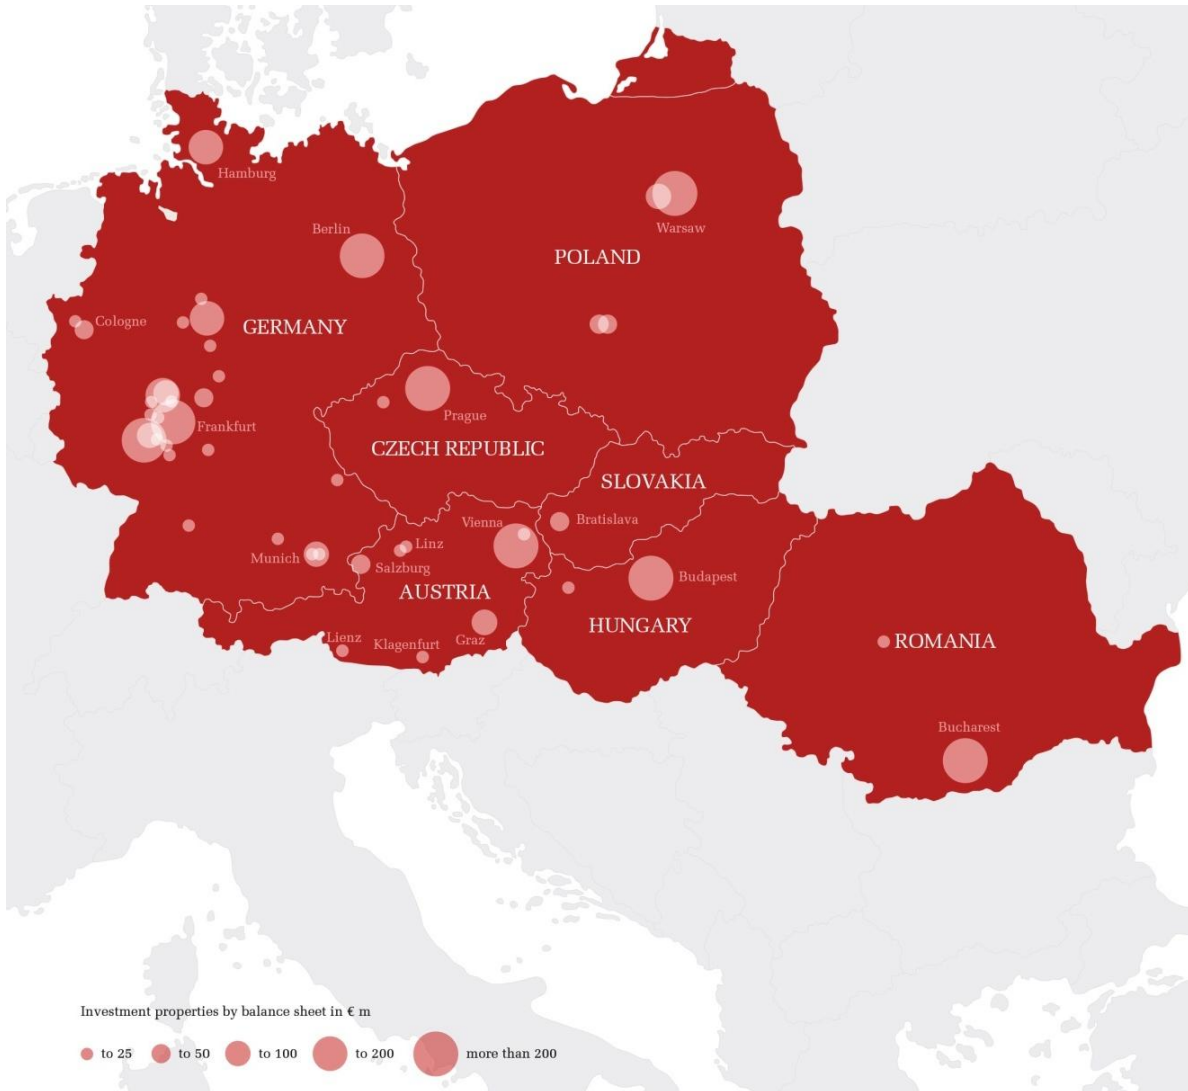 Hamburg
Berlin
Warsaw
POLAND
Cologne
GERMANY
Prague
Frankfurt
CZECH REPUBLIC
SLOVAKIA
Vienna
Bratislava
Linz
Munich
Salzburg
Budapest
AUSTRIA
HUNGARY
Lienz
Klagenfurt
Graz
ROMANIA
Bucharest
Investment properties by balance sheet in € m
to 25 to 50 to 100 to 200 more than 200